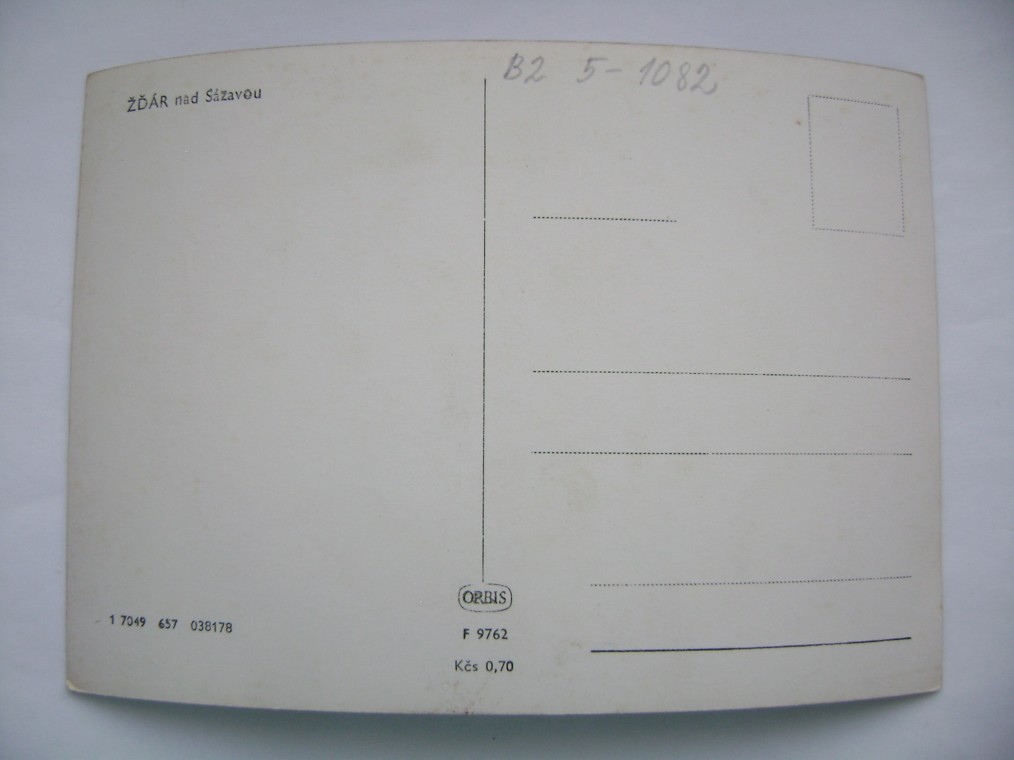 ŽĎÁR nad Sázavou
B2 5-1082
1 7049 657 038178
ORBIS
F 9762
Kčs 0,70